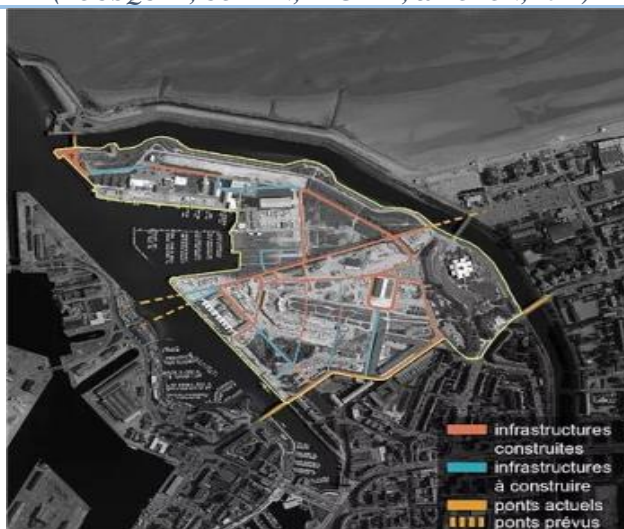 infrastructures
construites
infrastructures
à construire
ponts actuels
ponts prévus